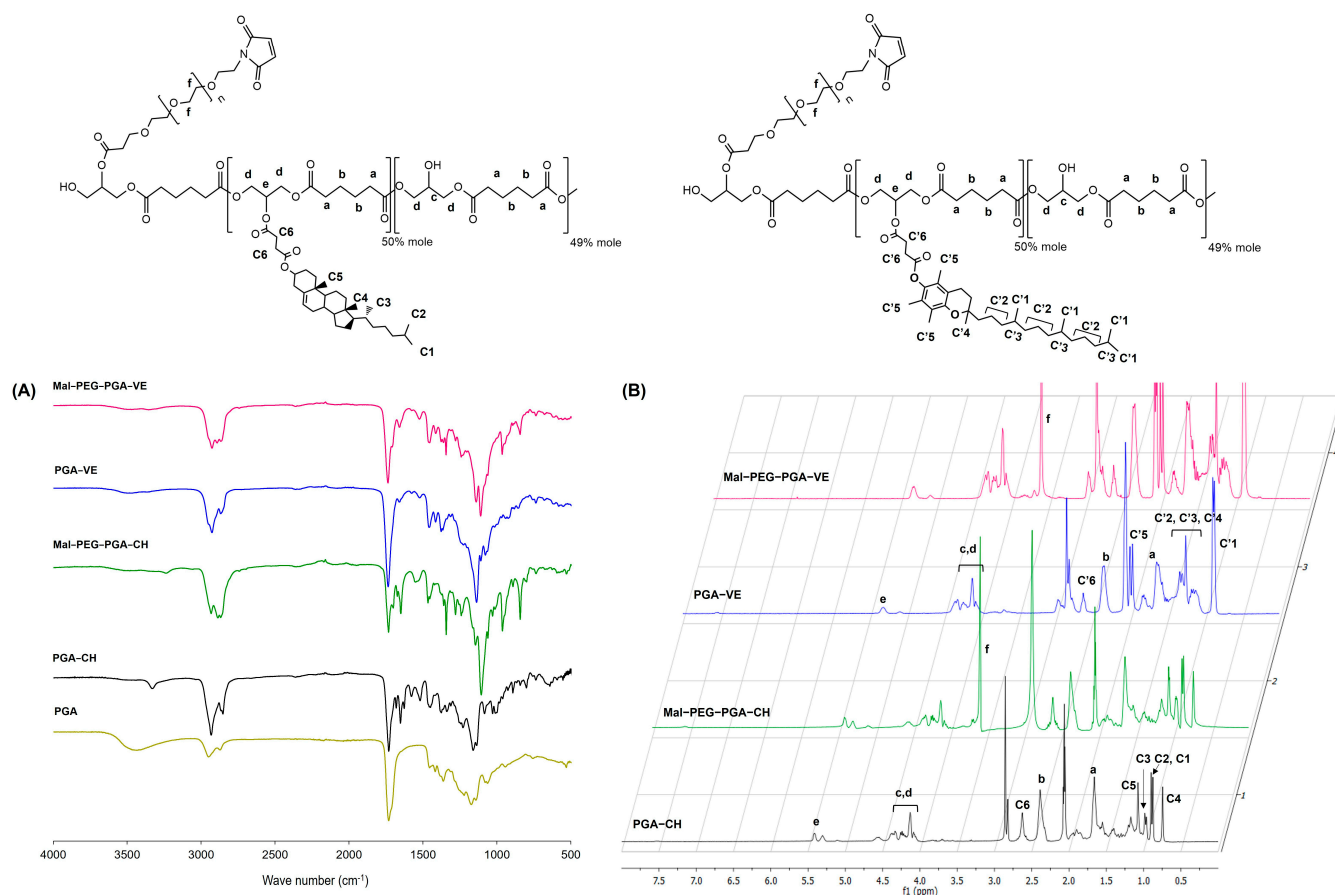 O
N
O
f
O
n
f
O
O
O
O
HO
O
O
O
d
e
d
O
O
O
b
a
a
b
O
50% mole
O
OH
d
c
d
O
O
a
b
b
a
O
O
49% mole
O
C6
O
C6
O
O
C5
C4
C3
C2
C1
O
N
O
f
O
n
f
O
O
O
O
HO
O
O
O
d
e
d
O
O
O
b
a
a
b
O
50% mole
O
OH
d
c
d
O
O
a
b
b
a
O
O
49% mole
O
C'6
O
C'6
O
O
C'5
C'5
C'5
O
C'4
C'2
C'1
C'3
C'2
C'1
C'3
C'2
C'1
C'3
C'1
(A)
Mal–PEG–PGA–VE
PGA–VE
Mal–PEG–PGA–CH
PGA–CH
PGA
4000 3500 3000 2500 2000 1500 1000 500
Wave number (cm-1)
(B)
Mal–PEG–PGA–VE
f
4
PGA–VE
e
c,d
C'6
b
C'5
a
C'2, C'3, C'4
C'1
3
Mal–PEG–PGA–CH
f
2
PGA–CH
e
c,d
C6
b
a
C5
C3
C2, C1
C4
1
7.5 7.0 6.5 6.0 5.5 5.0 4.5 4.0 3.5 3.0 2.5 2.0 1.5 1.0 0.5 0.0
f1 (ppm)